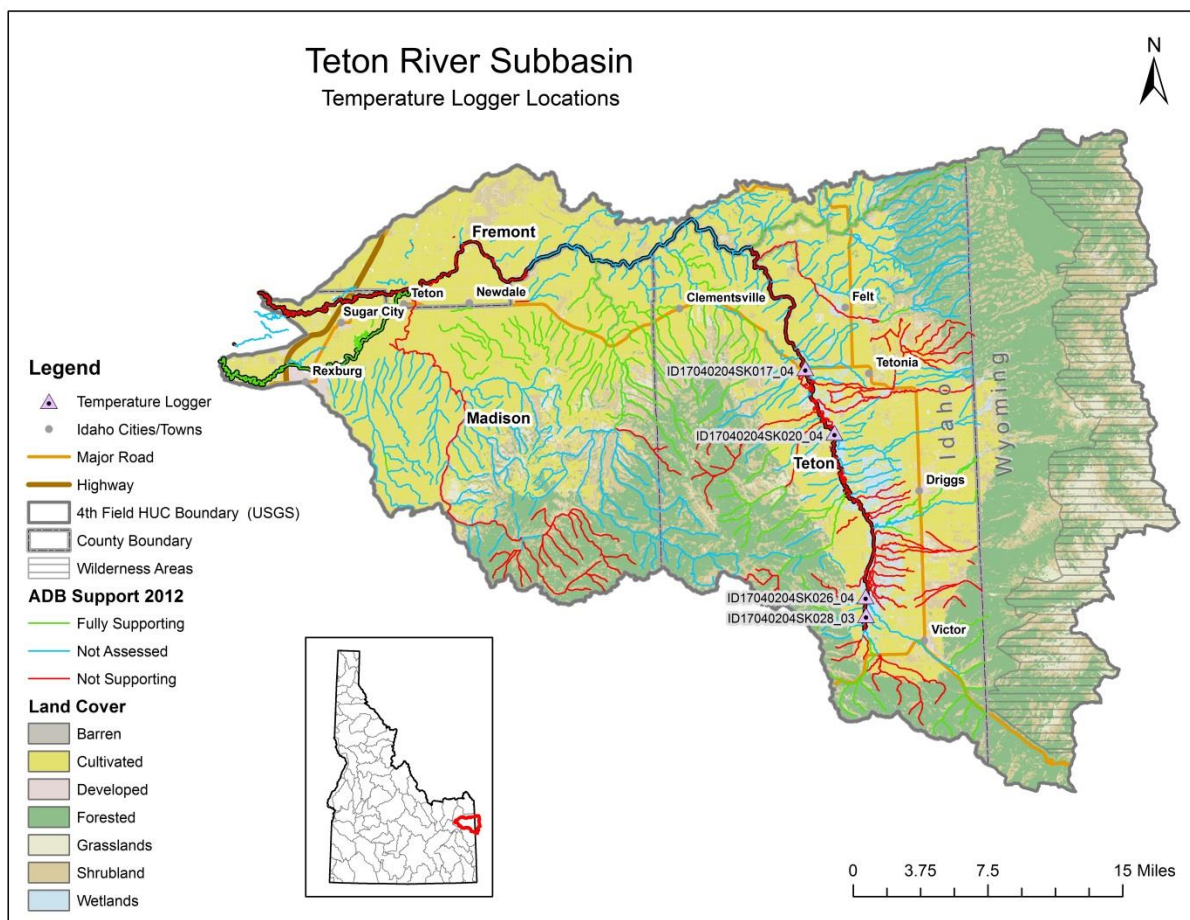 Teton River Subbasin
Temperature Logger Locations
N
Fremont
Teton
Newdale
Sugar City
Rexburg
Clementsville
Felt
Tetonia
ID17040204SK017_04
Madison
ID17040204SK020_04
Teton
Idaho
Wyoming
Driggs
ID17040204SK026_04
ID17040204SK028_03
Victor
Legend
Temperature Logger
Idaho Cities/Towns
Major Road
Highway
4th Field HUC Boundary (USGS)
County Boundary
Wilderness Areas
ADB Support 2012
Fully Supporting
Not Assessed
Not Supporting
Land Cover
Barren
Cultivated
Developed
Forested
Grasslands
Shrubland
Wetlands
0 3.75 7.5 15 Miles